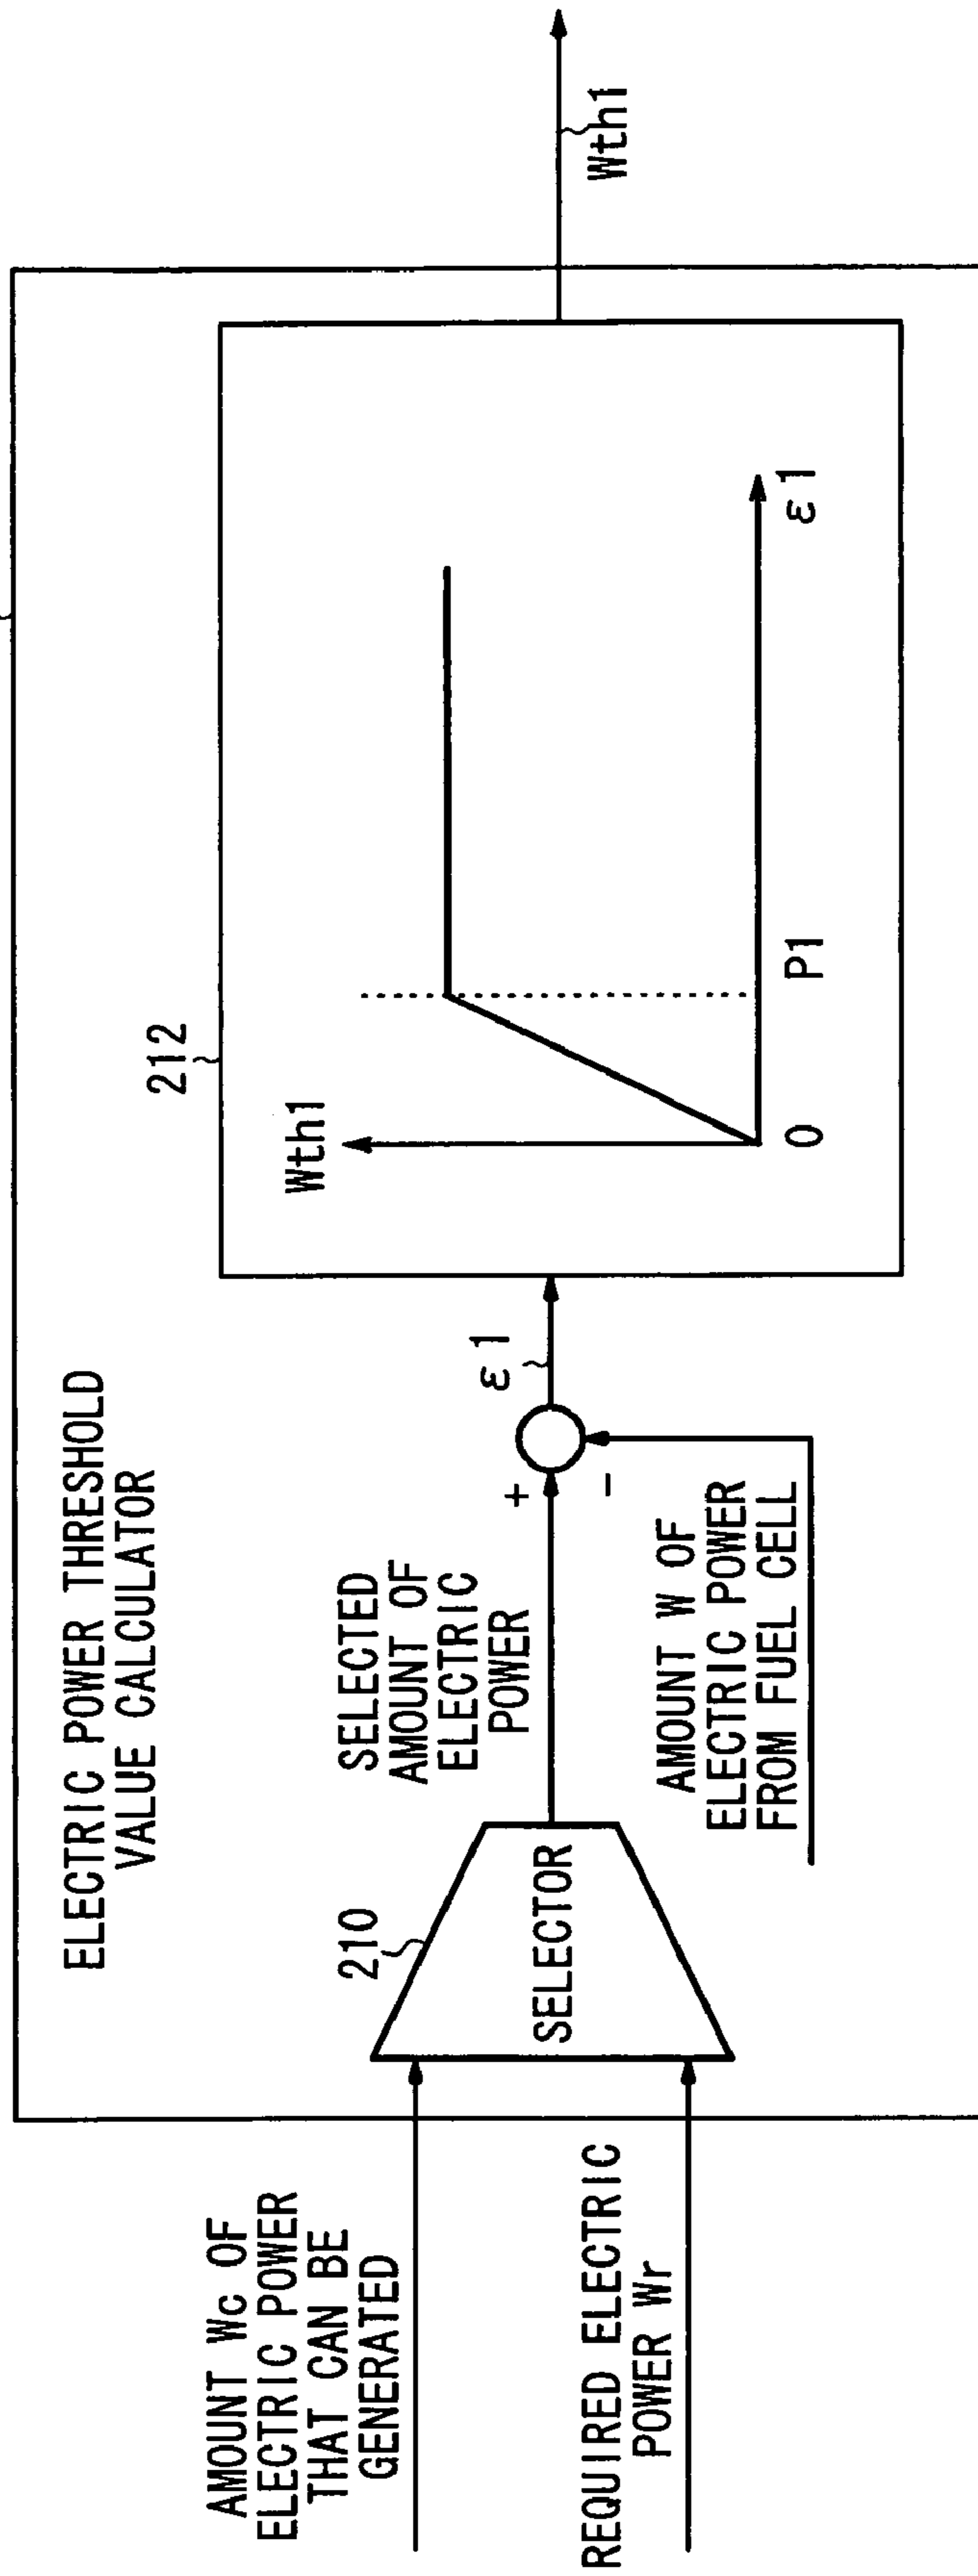 ELECTRIC POWER THRESHOLD
VALUE CALCULATOR
AMOUNT Wc OF
ELECTRIC POWER
THAT CAN BE
GENERATED
REQUIRED ELECTRIC
POWER Wr
210
SELECTOR
SELECTED
AMOUNT OF
ELECTRIC
POWER
+
−
AMOUNT W OF
ELECTRIC POWER
FROM FUEL CELL
ε1
212
Wth1
0
P1
ε1
Wth1